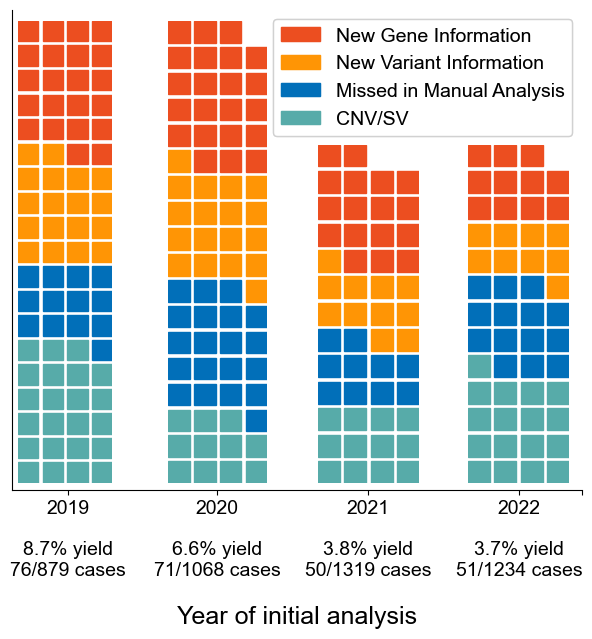 New Gene Information
New Variant Information
Missed in Manual Analysis
CNV/SV
2019 2020 2021 2022
8.7% yield 6.6% yield 3.8% yield 3.7% yield
76/879 cases 71/1068 cases 50/1319 cases 51/1234 cases
Year of initial analysis